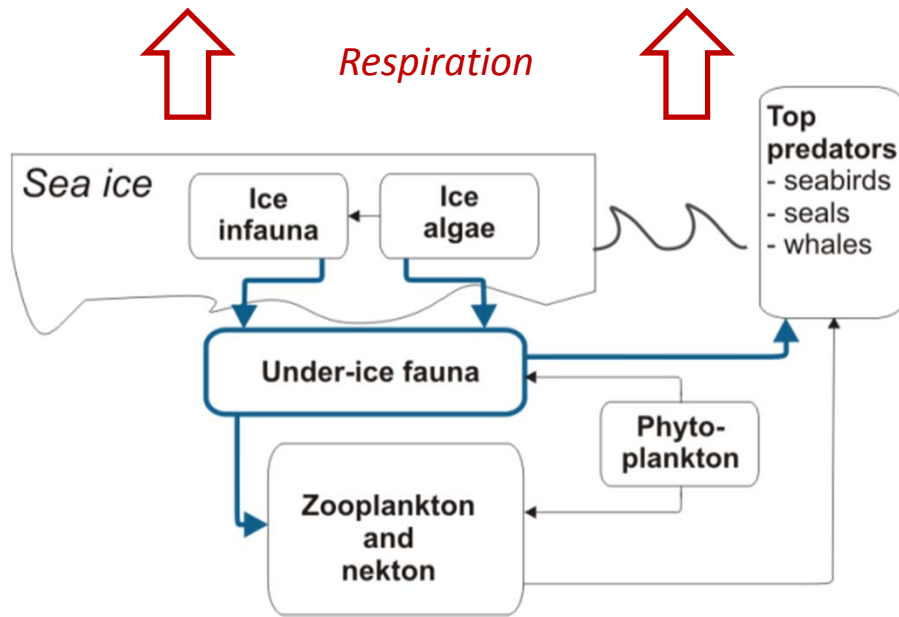 Respiration
Top
predators
- seabirds
- seals
- whales
Sea ice
Ice
infauna
Ice
algae
Under-ice fauna
Phyto-
plankton
Zooplankton
and
nekton